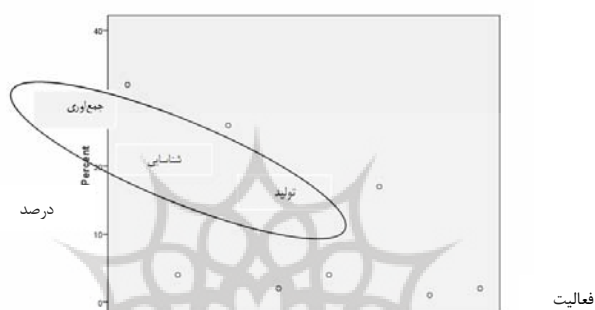 40
جمع‌آوری
شناسایی
Percent
20
تولید
درصد
10
0
فعالیت